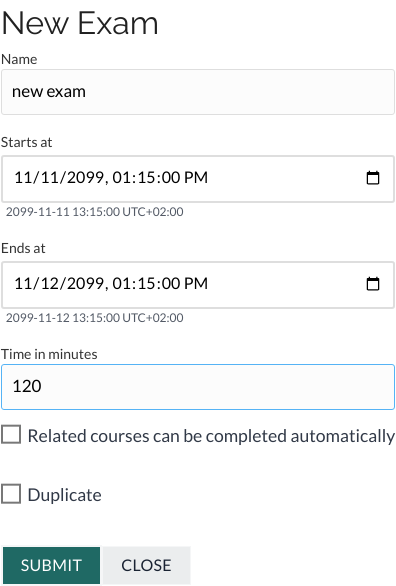 New Exam
Name
new exam
Starts at
11/11/2099, 01:15:00 PM
2099-11-11 13:15:00 UTC+02:00
Ends at
11/12/2099, 01:15:00 PM
2099-11-12 13:15:00 UTC+02:00
Time in minutes
120
Related courses can be completed automatically
Duplicate
SUBMIT CLOSE